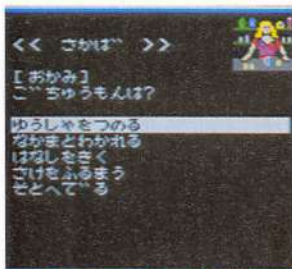 << さかば >>
[おかみ]
ごちゅうもんは?
ゆうしゃをつのる
なかまとわかれる
はなしをきく
さけをふるまう
そとへでる